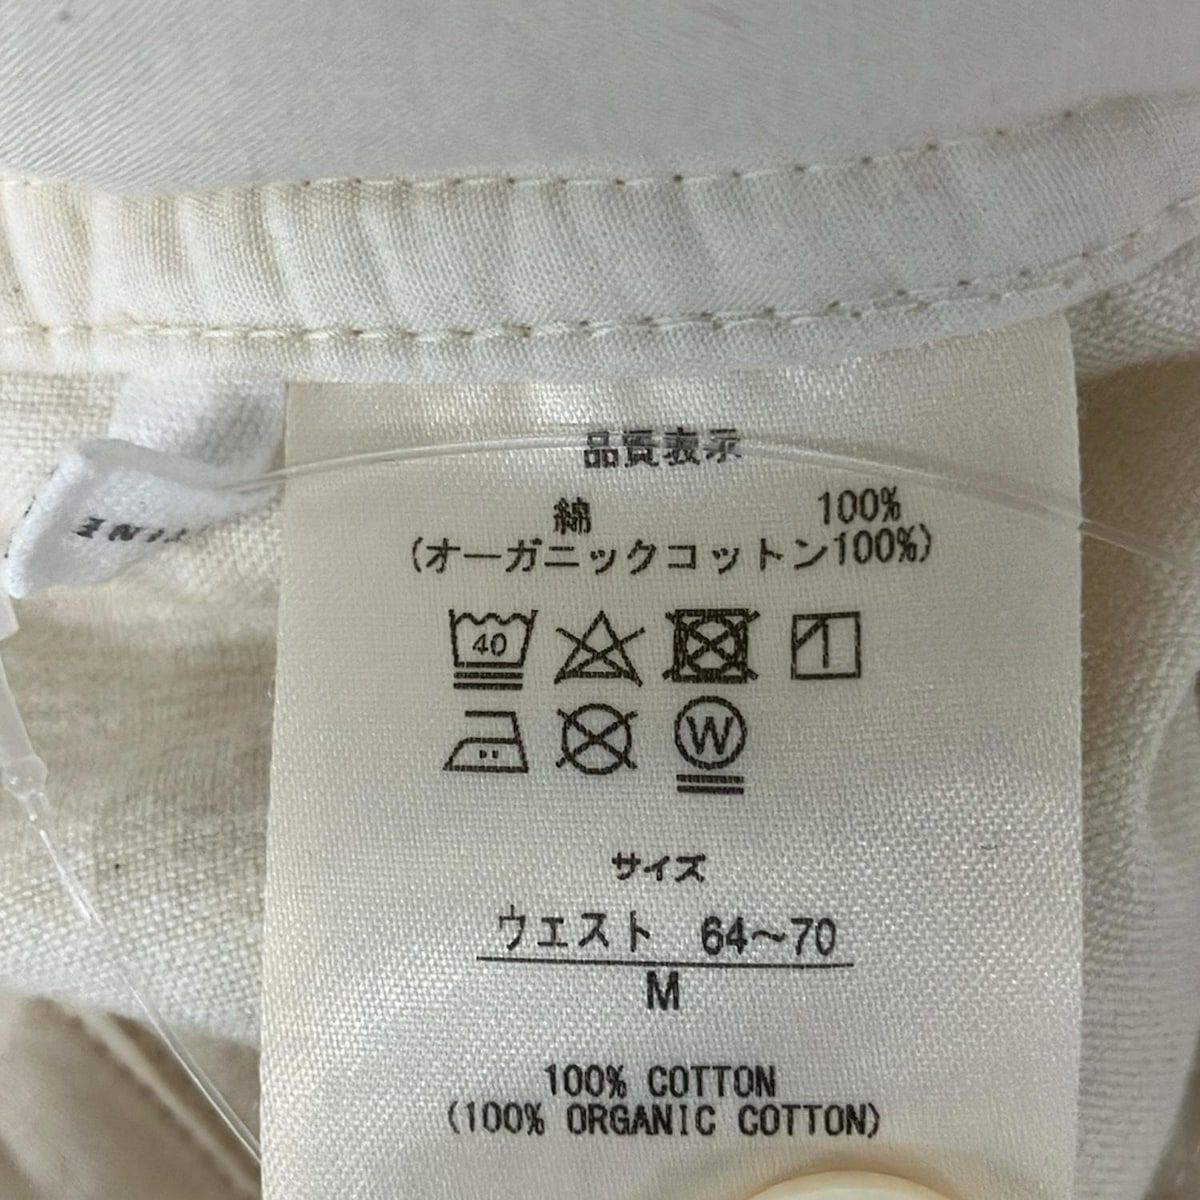 品質表示
綿 100%
(オーガニックコットン100%)
40
W
サイズ
ウエスト 64〜70
M
100% COTTON
(100% ORGANIC COTTON)